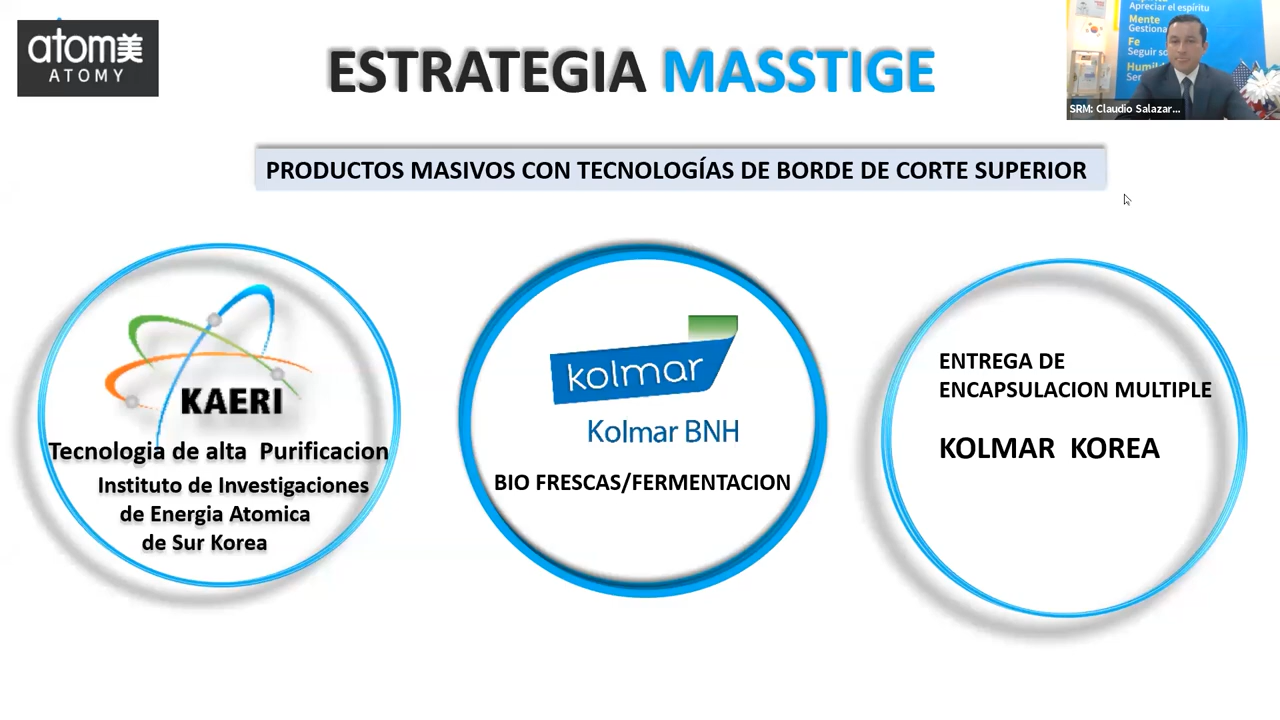 atom美
ATOMY
ESTRATEGIA MASSTIGE
Apreciar el espíritu
Mente
Gestiona
Fe
Seguir so
Humild
Ser
SRM: Claudio Salazar...
PRODUCTOS MASIVOS CON TECNOLOGÍAS DE BORDE DE CORTE SUPERIOR
KAERI
Tecnologia de alta Purificacion
Instituto de Investigaciones
de Energia Atomica
de Sur Korea
kolmar
Kolmar BNH
BIO FRESCAS/FERMENTACION
ENTREGA DE
ENCAPSULACION MULTIPLE
KOLMAR KOREA